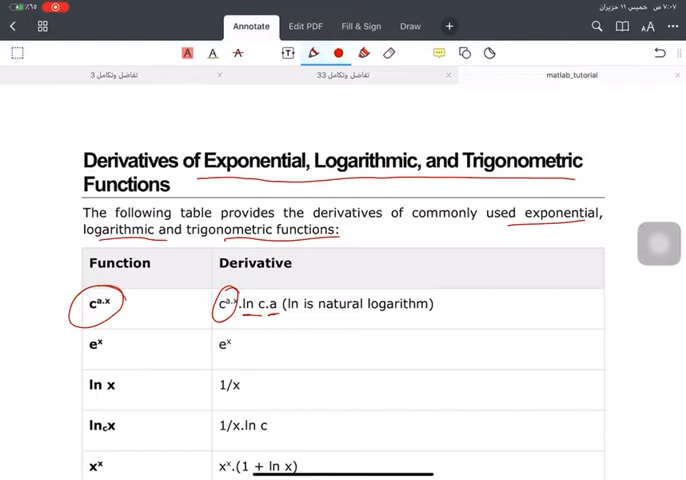 ٪٦٥
٧:٠٧ ص خميس ١١ حزيران
Annotate Edit PDF Fill & Sign Draw
تفاضل وتكامل 3 تفاضل وتكامل 33 matlab_tutorial
Derivatives of Exponential, Logarithmic, and Trigonometric
Functions
The following table provides the derivatives of commonly used exponential,
logarithmic and trigonometric functions:
Function Derivative
cᵃ·ˣ cᵃ·ˣ.ln c.a (ln is natural logarithm)
eˣ eˣ
ln x 1/x
ln꜀x 1/x.ln c
xˣ xˣ.(1 + ln x)